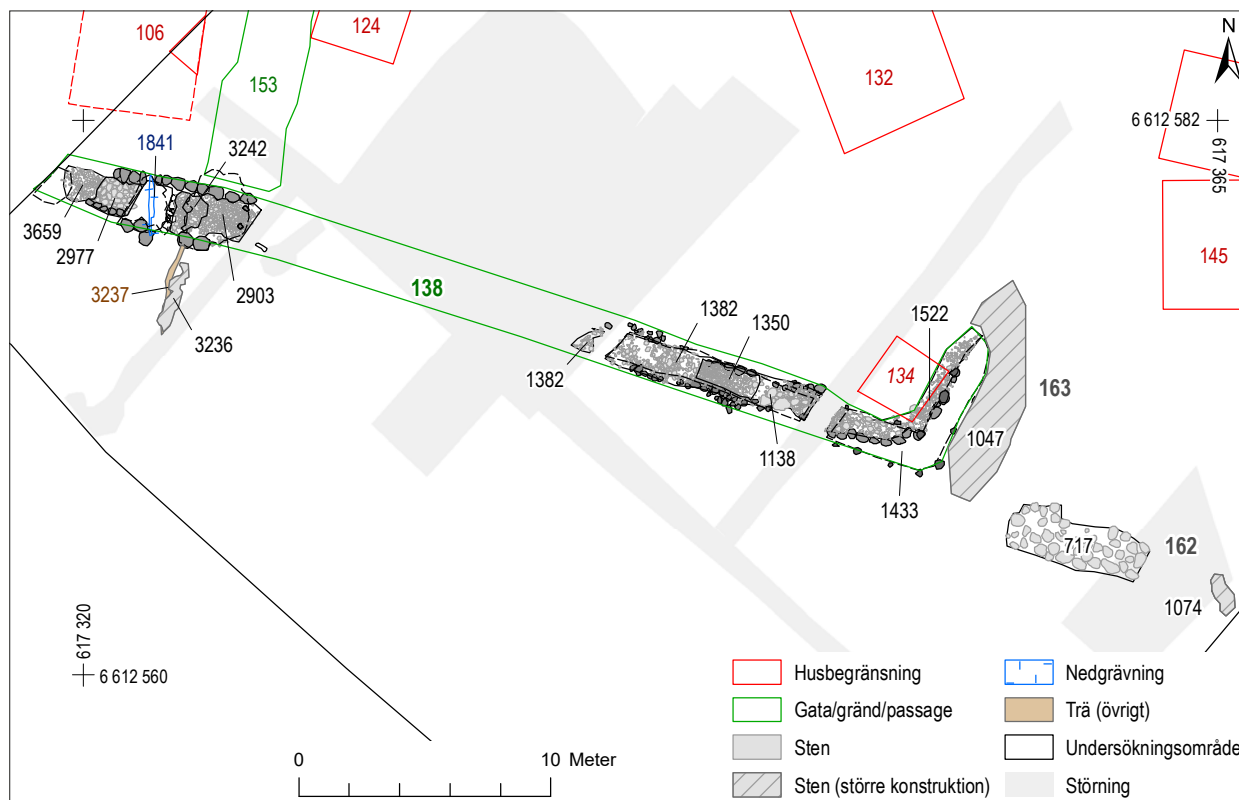 106
124
132
N
153
6 612 582
617 365
1841
3242
145
3659
2977
2903
3237
138
3236
1382
1350
1522
1382
134
163
1138
1047
1433
717
162
1074
617 320
6 612 560
0
10 Meter
Husbegränsning
Gata/gränd/passage
Sten
Sten (större konstruktion)
Nedgrävning
Trä (övrigt)
Undersökningsområde
Störning